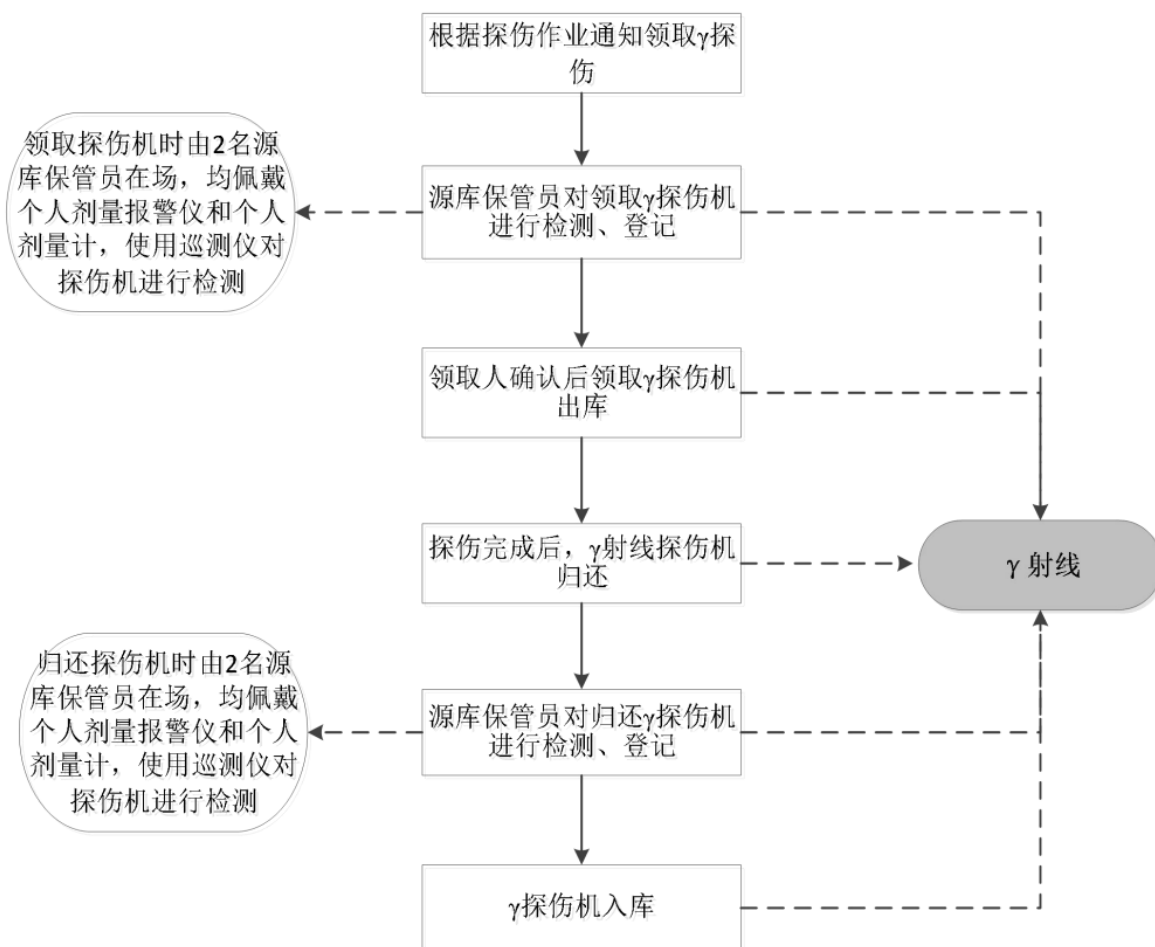 根据探伤作业通知领取γ探
伤
领取探伤机时由2名源
库保管员在场，均佩戴
个人剂量报警仪和个人
剂量计，使用巡测仪对
探伤机进行检测
源库保管员对领取γ探伤机
进行检测、登记
领取人确认后领取γ探伤机
出库
探伤完成后，γ射线探伤机
归还
γ 射线
归还探伤机时由2名源
库保管员在场，均佩戴
个人剂量报警仪和个人
剂量计，使用巡测仪对
探伤机进行检测
源库保管员对归还γ探伤机
进行检测、登记
γ探伤机入库